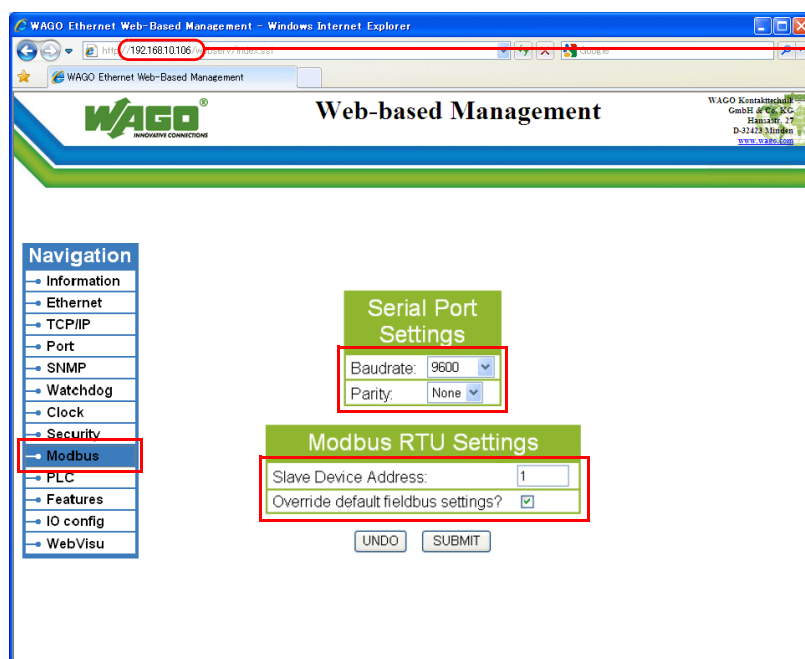 WAGO Ethernet Web-Based Management - Windows Internet Explorer
http://192.168.10.106/webserv/index.ssi
Google
WAGO Ethernet Web-Based Management
WAGO®
INNOVATIVE CONNECTIONS
Web-based Management
WAGO Kontakttechnik
GmbH & Co. KG
Hansastr. 27
D-32423 Minden
www.wago.com
Navigation
Information
Ethernet
TCP/IP
Port
SNMP
Watchdog
Clock
Security
Modbus
PLC
Features
IO config
WebVisu
Serial Port
Settings
Baudrate: 9600
Parity: None
Modbus RTU Settings
Slave Device Address: 1
Override default fieldbus settings?
UNDO SUBMIT